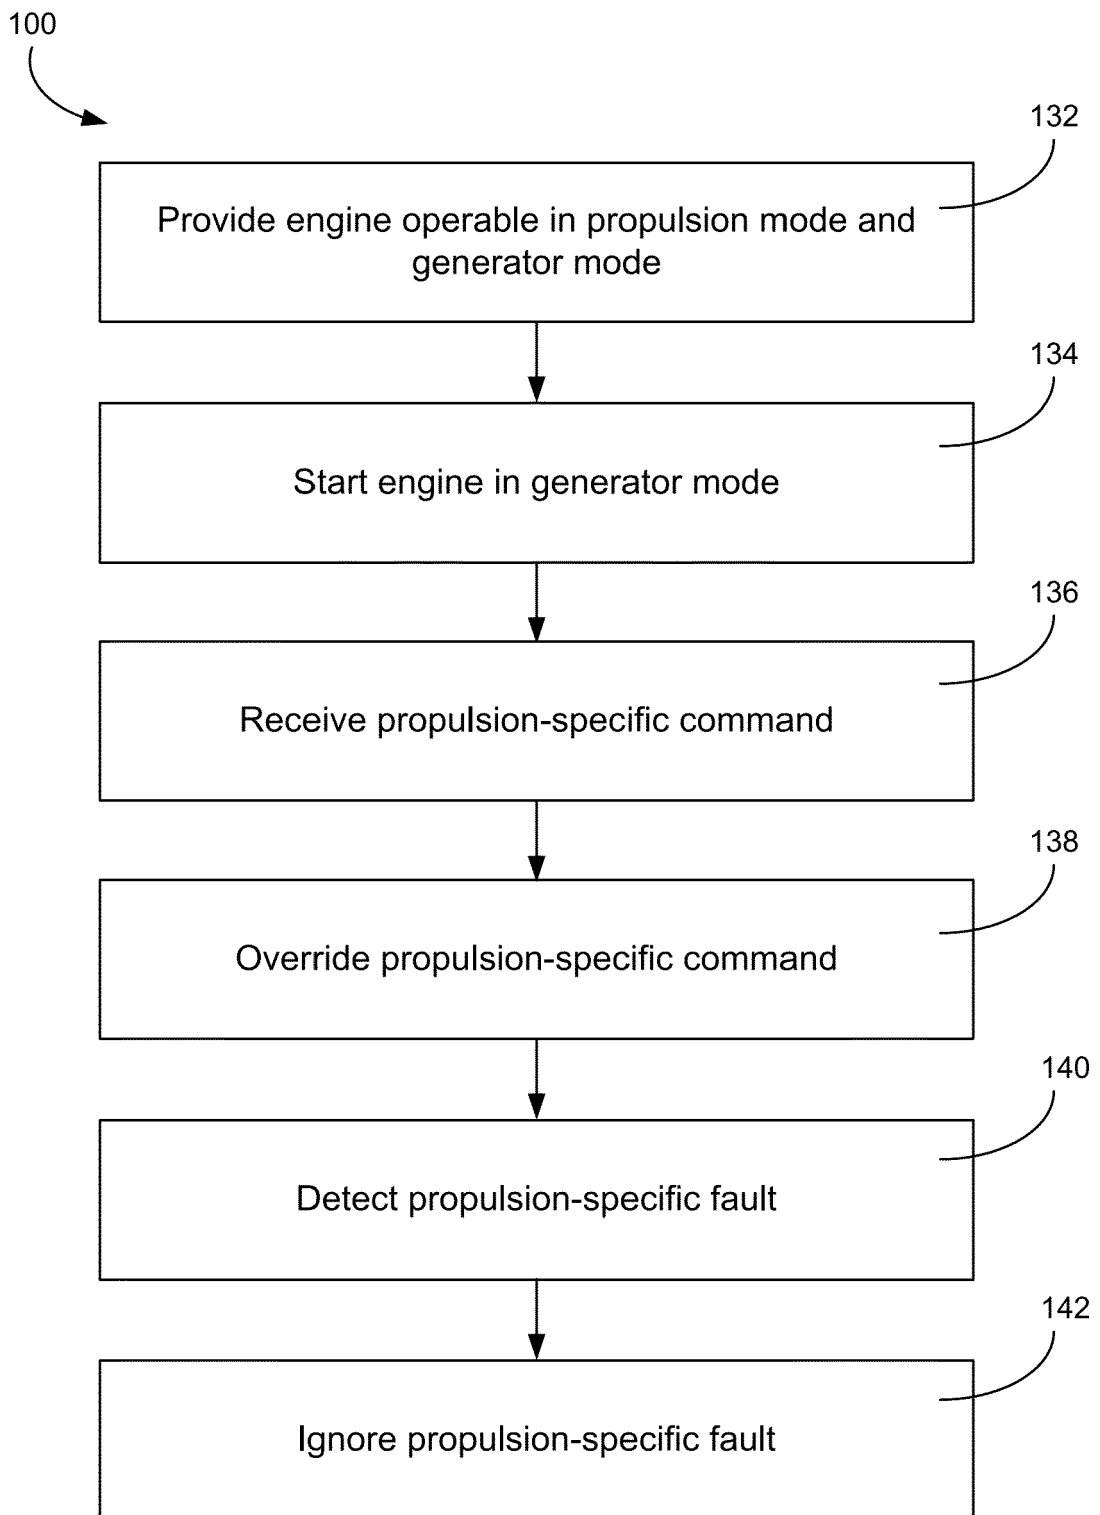 100
132
Provide engine operable in propulsion mode and
generator mode
134
Start engine in generator mode
136
Receive propulsion-specific command
138
Override propulsion-specific command
140
Detect propulsion-specific fault
142
Ignore propulsion-specific fault